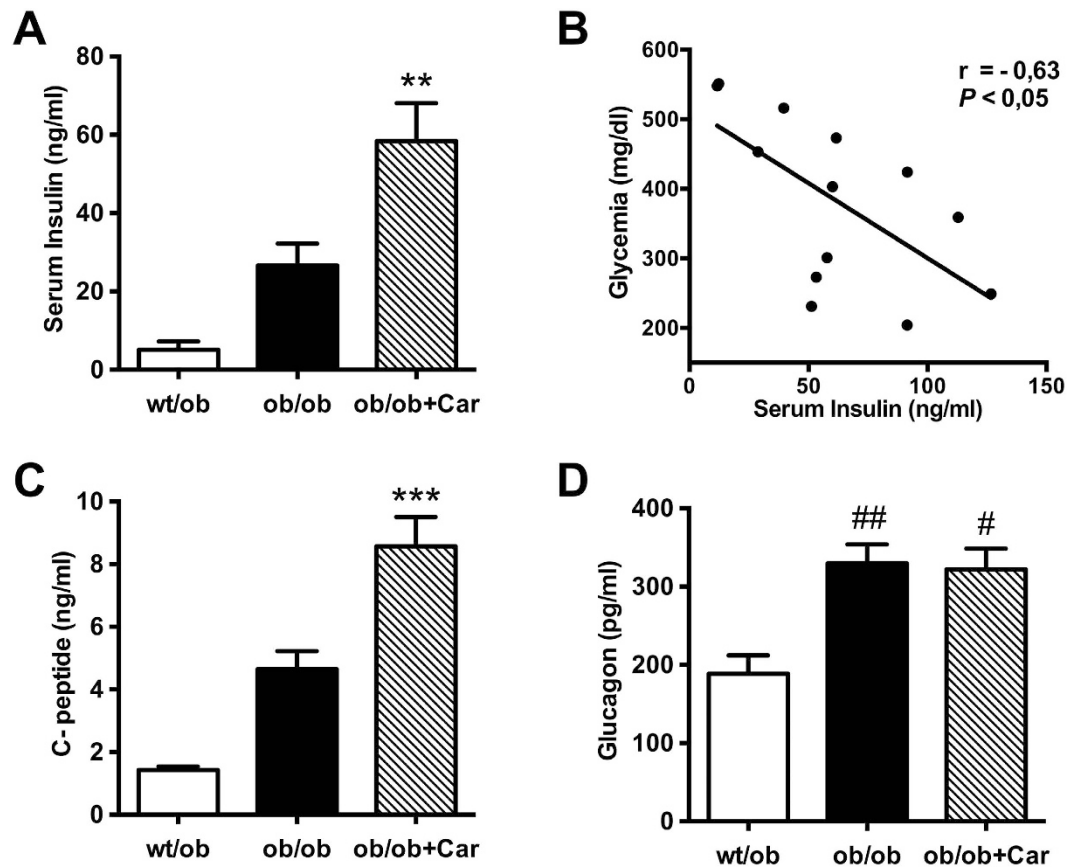 A
Serum Insulin (ng/ml)
80
60
40
20
0
**
wt/ob
ob/ob
ob/ob+Car
B
Glycemia (mg/dl)
600
500
400
300
200
r = - 0,63
P < 0,05
0
50
100
150
Serum Insulin (ng/ml)
C
C- peptide (ng/ml)
10
8
6
4
2
0
***
wt/ob
ob/ob
ob/ob+Car
D
Glucagon (pg/ml)
400
300
200
100
0
##
#
wt/ob
ob/ob
ob/ob+Car